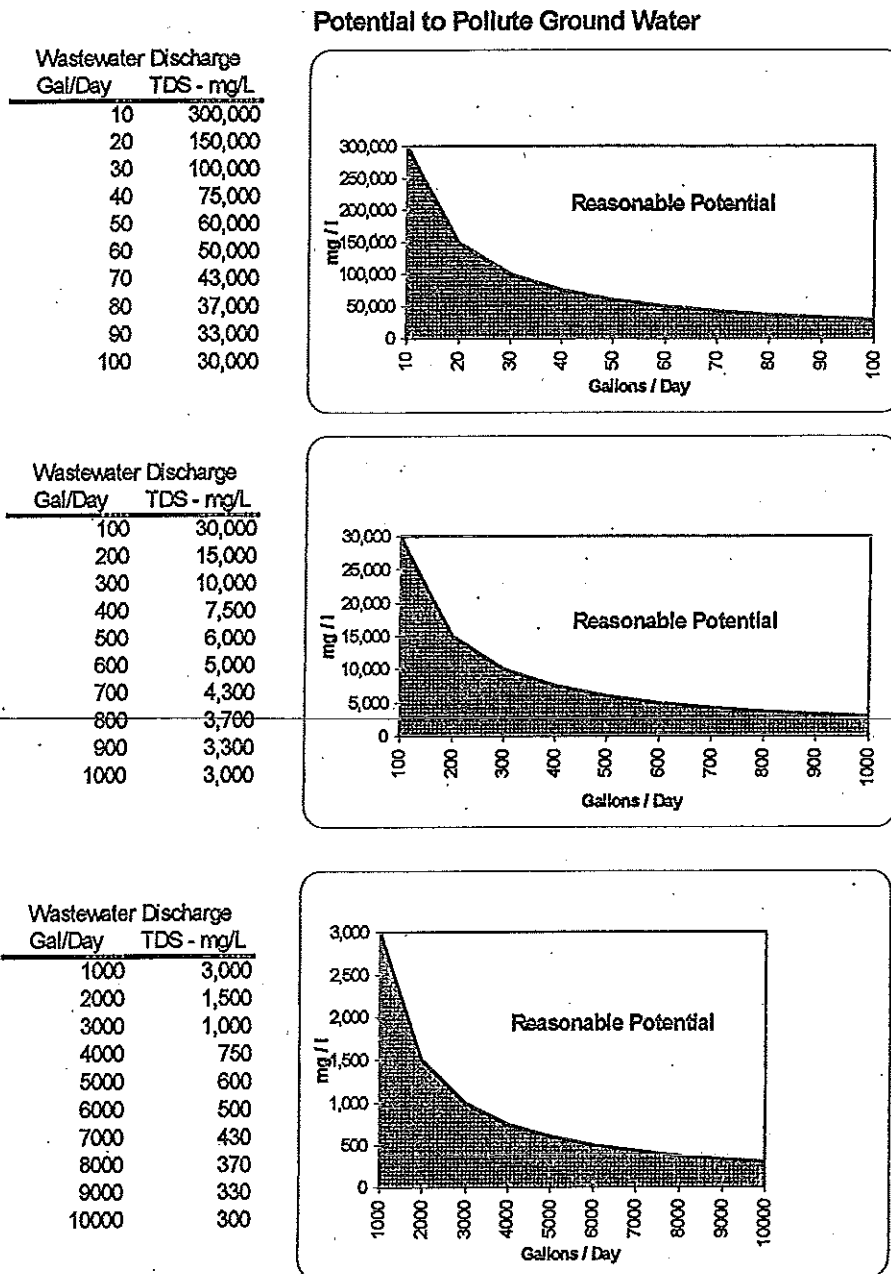 Potential to Pollute Ground Water
Wastewater Discharge
Gal/Day TDS - mg/L
10 300,000
20 150,000
30 100,000
40 75,000
50 60,000
60 50,000
70 43,000
80 37,000
90 33,000
100 30,000
300,000
250,000
200,000
150,000
100,000
50,000
0
mg / l
Reasonable Potential
10 20 30 40 50 60 70 80 90 100
Gallons / Day
Wastewater Discharge
Gal/Day TDS - mg/L
100 30,000
200 15,000
300 10,000
400 7,500
500 6,000
600 5,000
700 4,300
800 3,700
900 3,300
1000 3,000
30,000
25,000
20,000
15,000
10,000
5,000
0
mg / l
Reasonable Potential
100 200 300 400 500 600 700 800 900 1000
Gallons / Day
Wastewater Discharge
Gal/Day TDS - mg/L
1000 3,000
2000 1,500
3000 1,000
4000 750
5000 600
6000 500
7000 430
8000 370
9000 330
10000 300
3,000
2,500
2,000
1,500
1,000
500
0
mg / l
Reasonable Potential
1000 2000 3000 4000 5000 6000 7000 8000 9000 10000
Gallons / Day